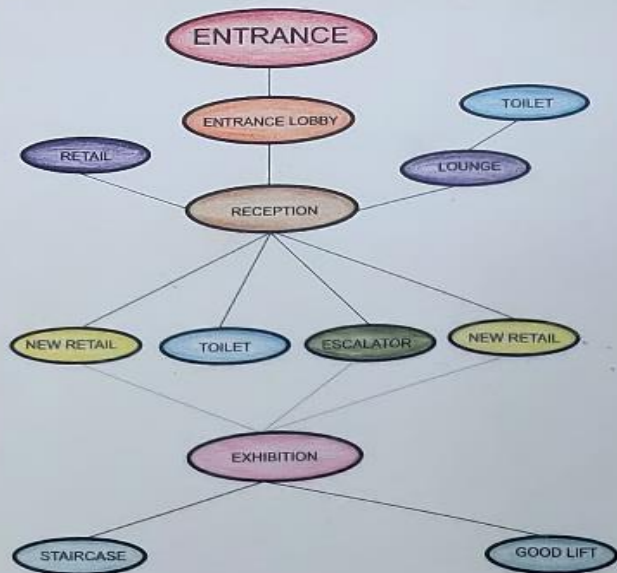 ENTRANCE
ENTRANCE LOBBY
TOILET
RETAIL
LOUNGE
RECEPTION
NEW RETAIL
TOILET
ESCALATOR
NEW RETAIL
EXHIBITION
STAIRCASE
GOOD LIFT